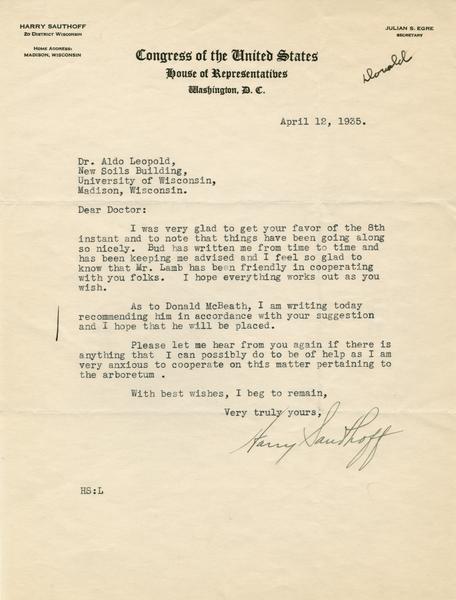 HARRY SAUTHOFF
2D DISTRICT WISCONSIN
HOME ADDRESS:
MADISON, WISCONSIN
JULIAN S. EGRE
SECRETARY
Congress of the United States
House of Representatives
Washington, D. C.
Donald
April 12, 1935.
Dr. Aldo Leopold,
New Soils Building,
University of Wisconsin,
Madison, Wisconsin.
Dear Doctor:
I was very glad to get your favor of the 8th
instant and to note that things have been going along
so nicely. Bud has written me from time to time and
has been keeping me advised and I feel so glad to
know that Mr. Lamb has been friendly in cooperating
with you folks. I hope everything works out as you
wish.
As to Donald McBeath, I am writing today
recommending him in accordance with your suggestion
and I hope that he will be placed.
Please let me hear from you again if there is
anything that I can possibly do to be of help as I am
very anxious to cooperate on this matter pertaining to
the arboretum .
With best wishes, I beg to remain,
Very truly yours,
Harry Sauthoff
HS:L